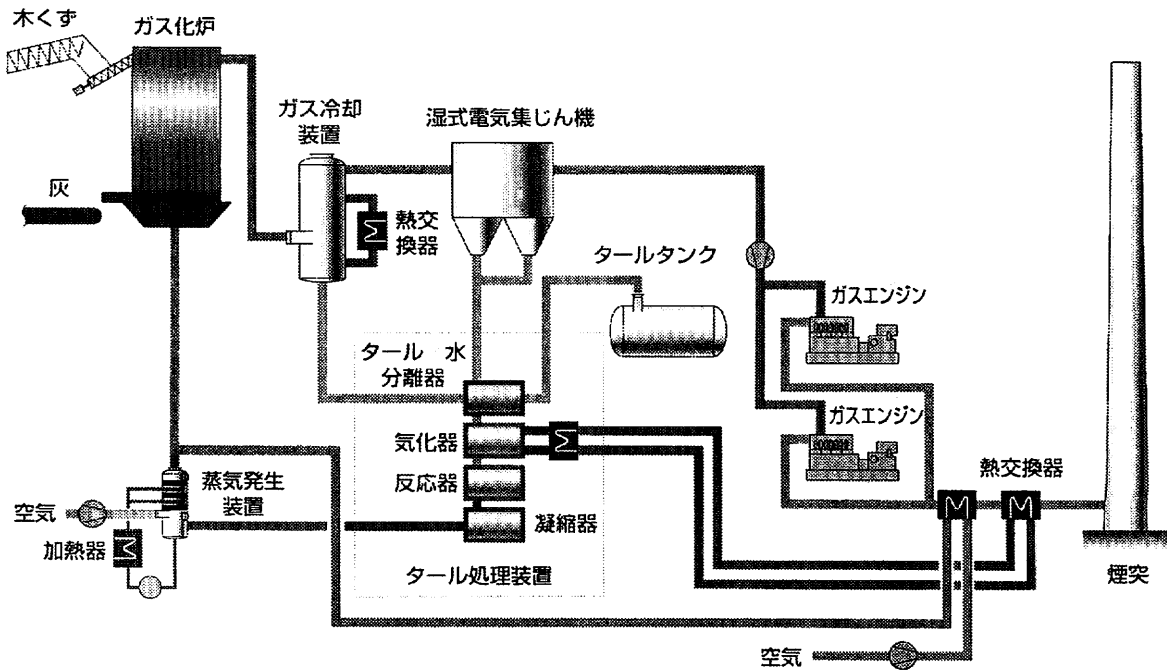 木くず
ガス化炉
灰
ガス冷却
装置
熱交
換器
湿式電気集じん機
タールタンク
ガスエンジン
タール　水
分離器
気化器
反応器
凝縮器
タール処理装置
ガスエンジン
熱交換器
煙突
蒸気発生
装置
空気
加熱器
空気